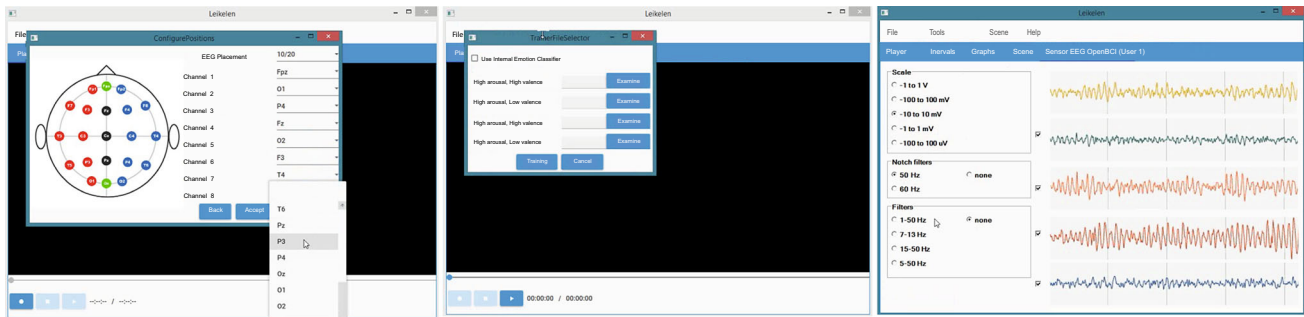 Leikelen
File
ConfigurePositions
Pla
EEG Placement
10/20
Channel 1
Fpz
Channel 2
O1
Channel 3
P4
Channel 4
Fz
Channel 5
O2
Channel 6
F3
Channel 7
T4
Channel 8
Back
Accept
T6
Pz
P3
P4
Oz
O1
O2
--:--:-- / --:--:--
Leikelen
File
TrainerFileSelector
Pla
Use Internal Emotion Classifier
High arousal, High valence
Examine
High arousal, Low valence
Examine
High arousal, High valence
Examine
High arousal, Low valence
Examine
Training
Cancel
00:00:00 / 00:00:00
Leikelen
File Tools Scene Help
Player Invervals Graphs Scene Sensor EEG OpenBCI (User 1)
Scale
-1 to 1 V
-100 to 100 mV
-10 to 10 mV
-1 to 1 mV
-100 to 100 uV
Notch filters
50 Hz
none
60 Hz
Filters
1-50 Hz
none
7-13 Hz
15-50 Hz
5-50 Hz